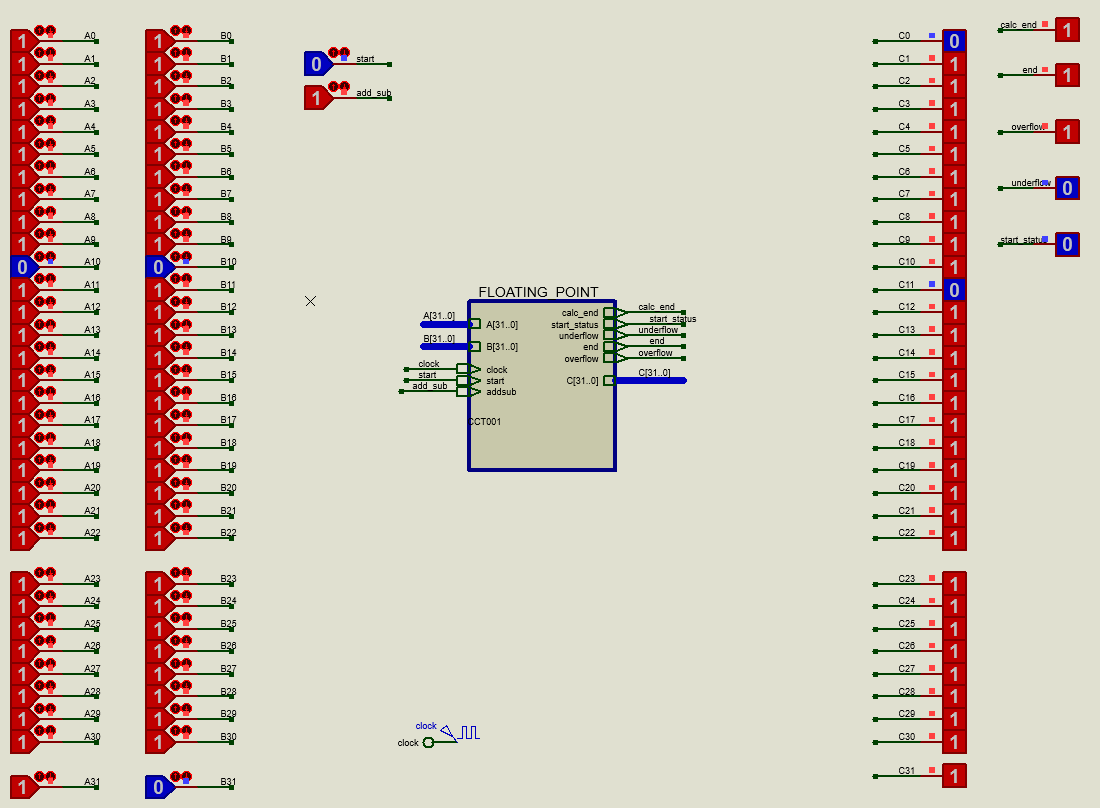 1 A0
1 A1
1 A2
1 A3
1 A4
1 A5
1 A6
1 A7
1 A8
1 A9
0 A10
1 A11
1 A12
1 A13
1 A14
1 A15
1 A16
1 A17
1 A18
1 A19
1 A20
1 A21
1 A22
1 A23
1 A24
1 A25
1 A26
1 A27
1 A28
1 A29
1 A30
1 A31
1 B0
1 B1
1 B2
1 B3
1 B4
1 B5
1 B6
1 B7
1 B8
1 B9
0 B10
1 B11
1 B12
1 B13
1 B14
1 B15
1 B16
1 B17
1 B18
1 B19
1 B20
1 B21
1 B22
1 B23
1 B24
1 B25
1 B26
1 B27
1 B28
1 B29
1 B30
0 B31
0 start
1 add_sub
FLOATING POINT
A[31..0]
B[31..0]
clock
start
add_sub
A[31..0]
B[31..0]
clock
start
addsub
CCT001
calc_end
start_status
underflow
end
overflow
C[31..0]
calc_end
start_status
underflow
end
overflow
C[31..0]
clock
clock
C0 0
C1 1
C2 1
C3 1
C4 1
C5 1
C6 1
C7 1
C8 1
C9 1
C10 1
C11 0
C12 1
C13 1
C14 1
C15 1
C16 1
C17 1
C18 1
C19 1
C20 1
C21 1
C22 1
C23 1
C24 1
C25 1
C26 1
C27 1
C28 1
C29 1
C30 1
C31 1
calc_end 1
end 1
overflow 1
underflow 0
start_status 0